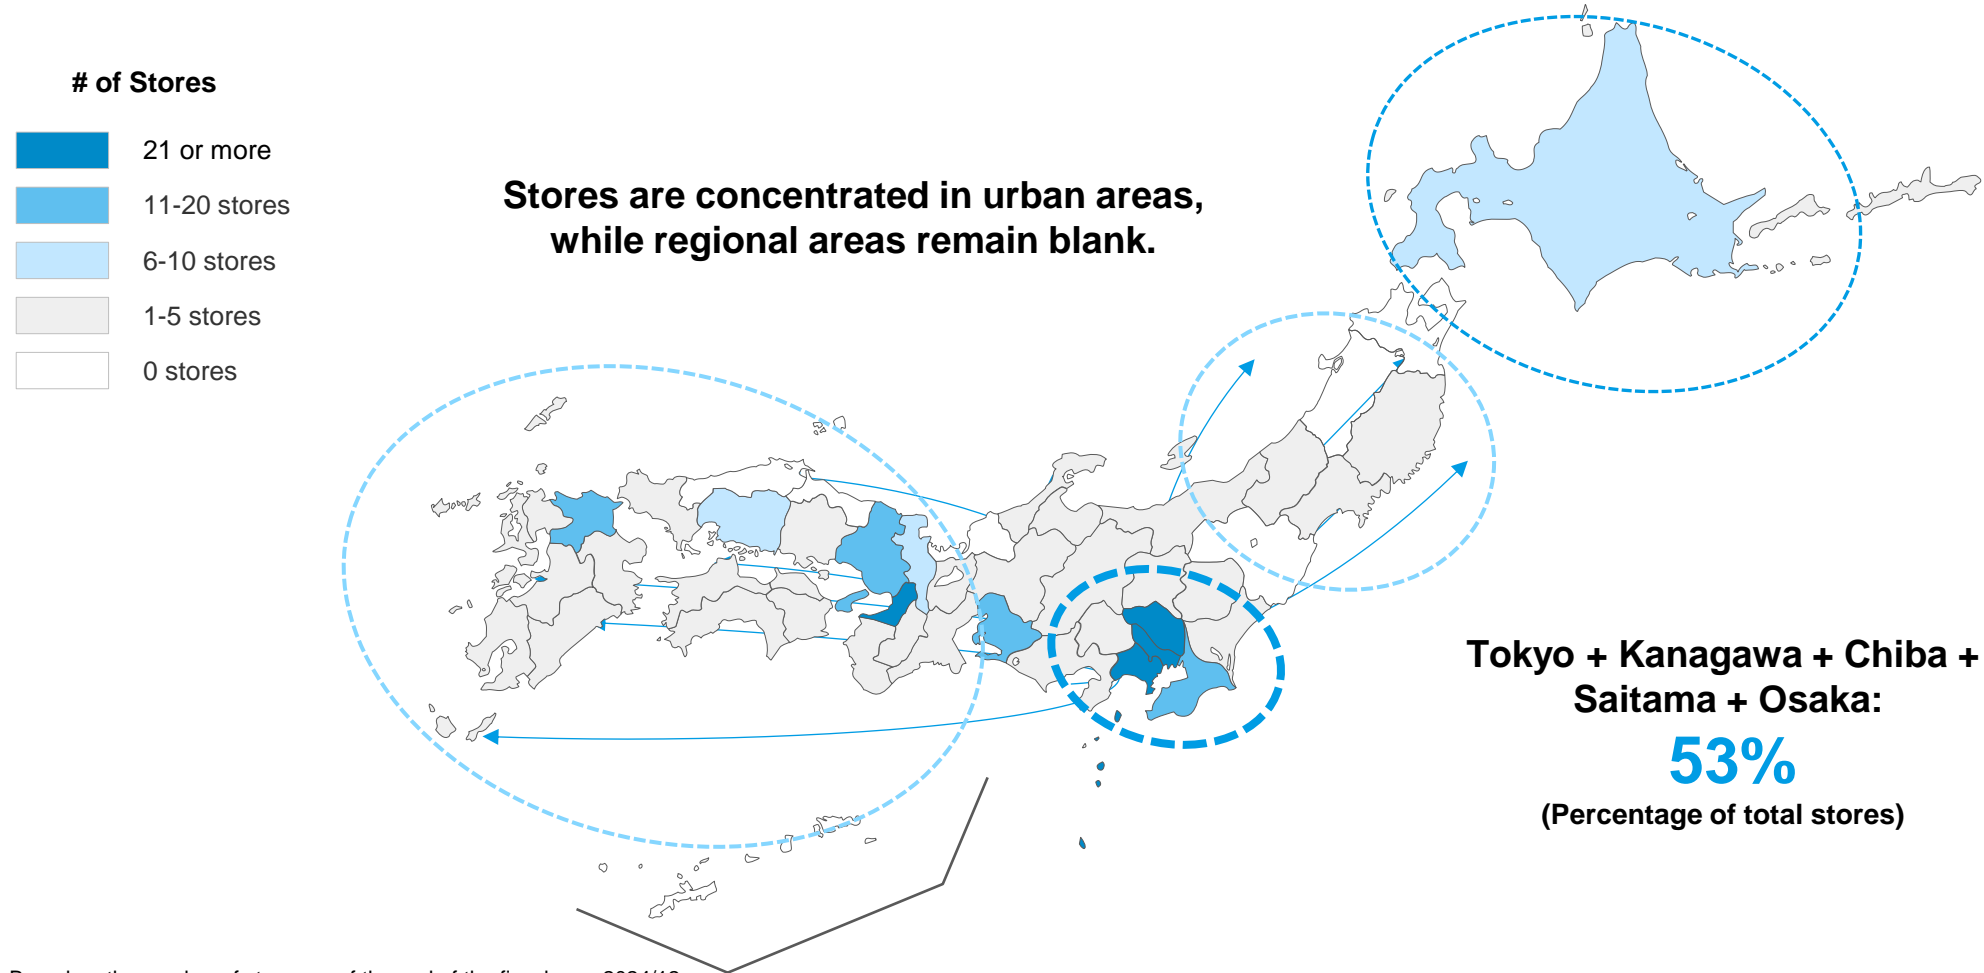 # of Stores
21 or more
11-20 stores
6-10 stores
1-5 stores
0 stores
Stores are concentrated in urban areas,
while regional areas remain blank.
Tokyo + Kanagawa + Chiba +
Saitama + Osaka:
53%
(Percentage of total stores)